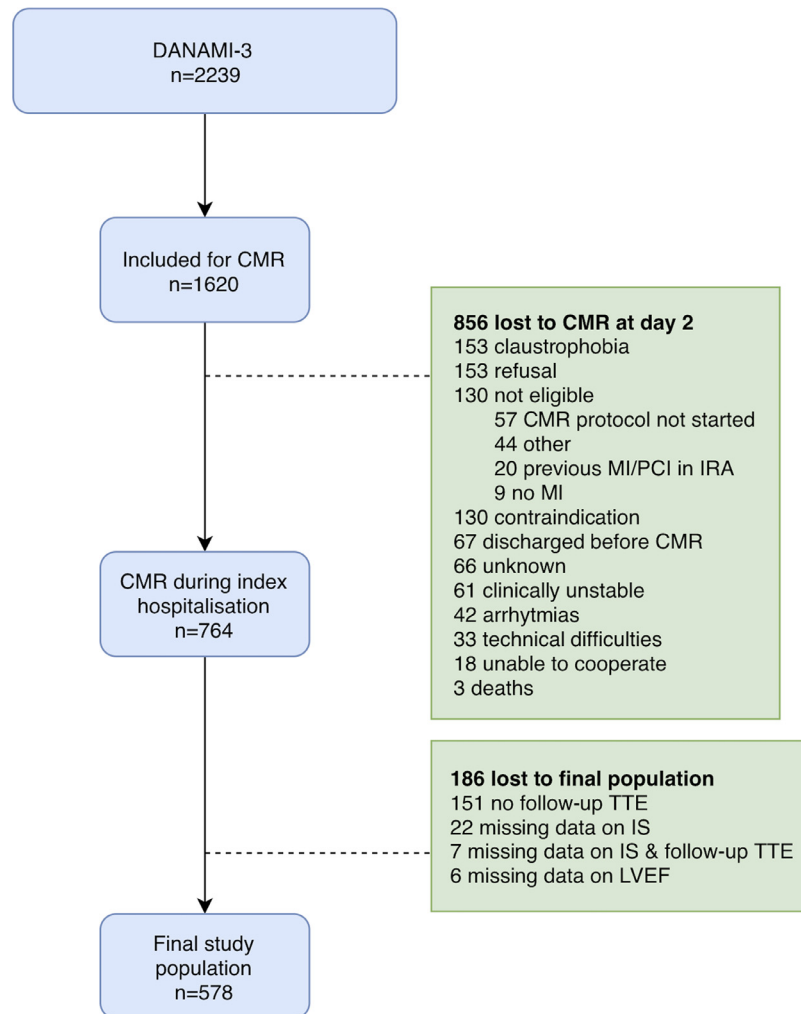 DANAMI-3
n=2239
Included for CMR
n=1620
856 lost to CMR at day 2
153 claustrophobia
153 refusal
130 not eligible
57 CMR protocol not started
44 other
20 previous MI/PCI in IRA
9 no MI
130 contraindication
67 discharged before CMR
66 unknown
61 clinically unstable
42 arrhytmias
33 technical difficulties
18 unable to cooperate
3 deaths
CMR during index
hospitalisation
n=764
186 lost to final population
151 no follow-up TTE
22 missing data on IS
7 missing data on IS & follow-up TTE
6 missing data on LVEF
Final study
population
n=578